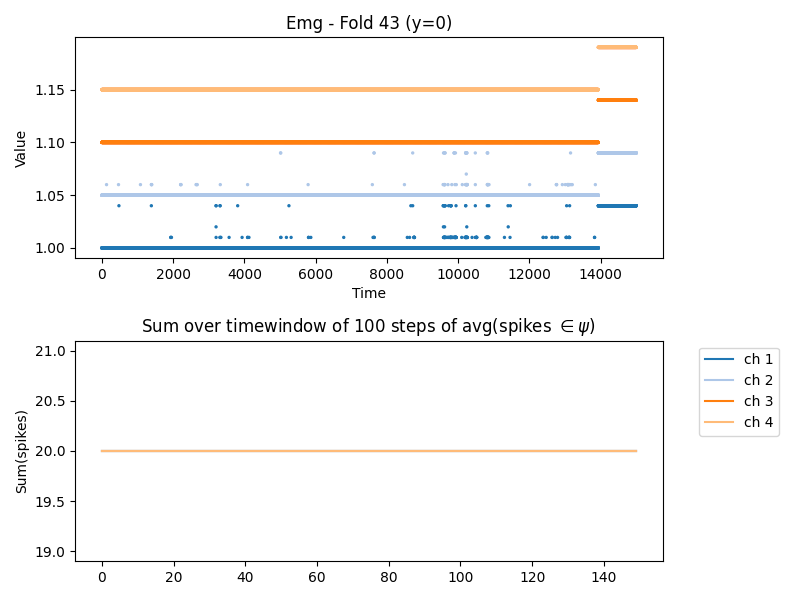 Emg - Fold 43 (y=0)
Value
1.15
1.10
1.05
1.00
0 2000 4000 6000 8000 10000 12000 14000
Time
Sum over timewindow of 100 steps of avg(spikes ∈ψ)
Sum(spikes)
21.0
20.5
20.0
19.5
19.0
0 20 40 60 80 100 120 140
ch 1
ch 2
ch 3
ch 4